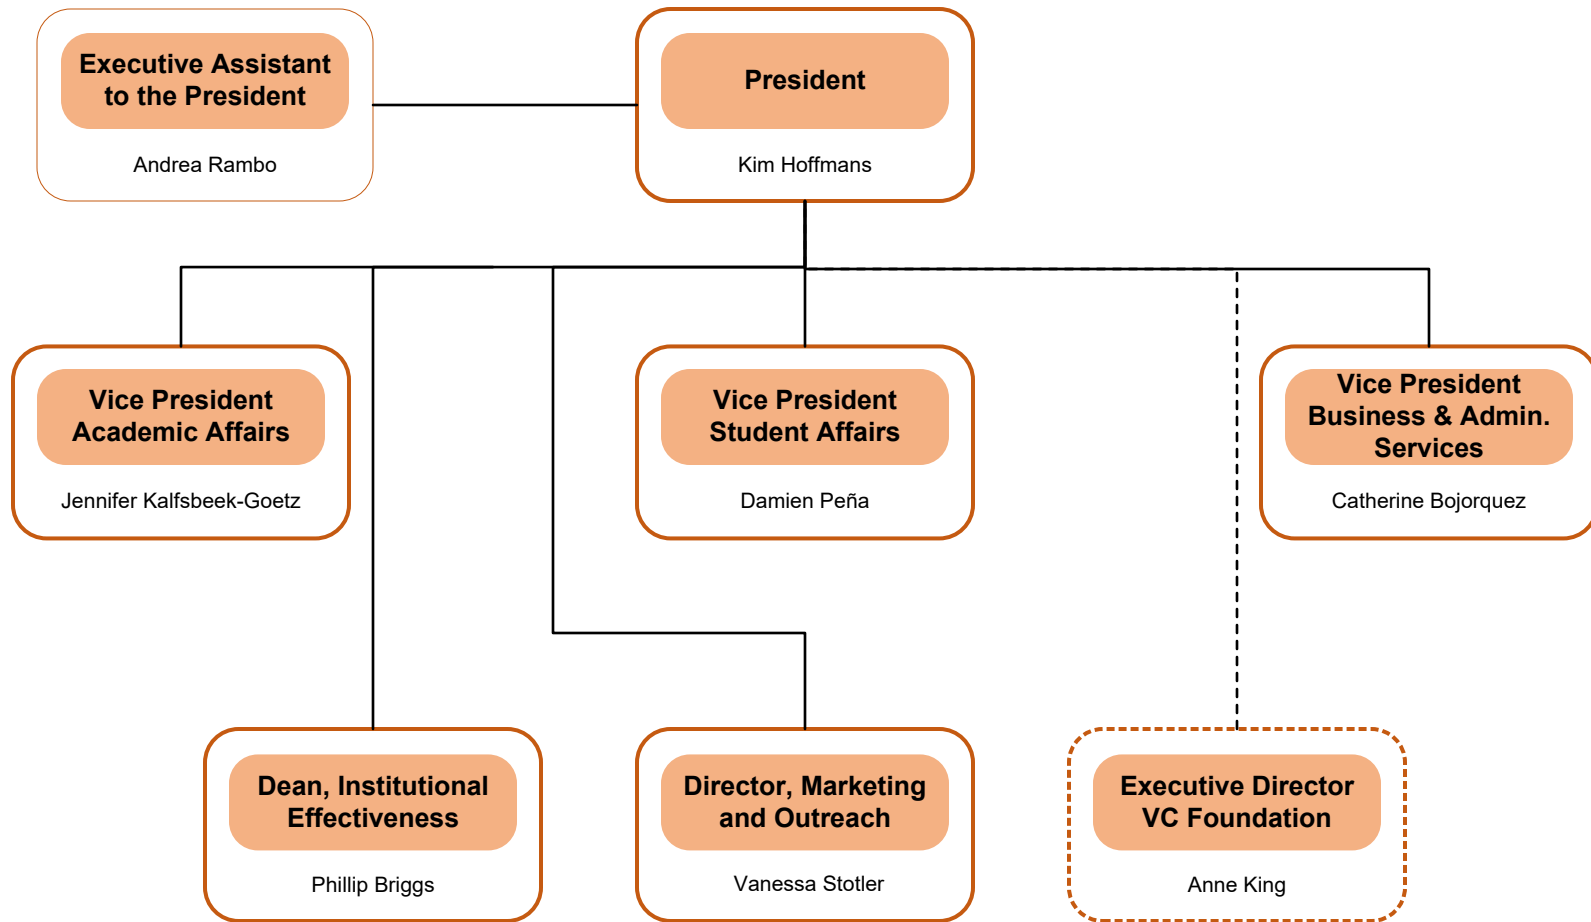 Executive Assistant
to the President
Andrea Rambo
President
Kim Hoffmans
Vice President
Academic Affairs
Jennifer Kalfsbeek-Goetz
Vice President
Student Affairs
Damien Peña
Vice President
Business & Admin.
Services
Catherine Bojorquez
Dean, Institutional
Effectiveness
Phillip Briggs
Director, Marketing
and Outreach
Vanessa Stotler
Executive Director
VC Foundation
Anne King